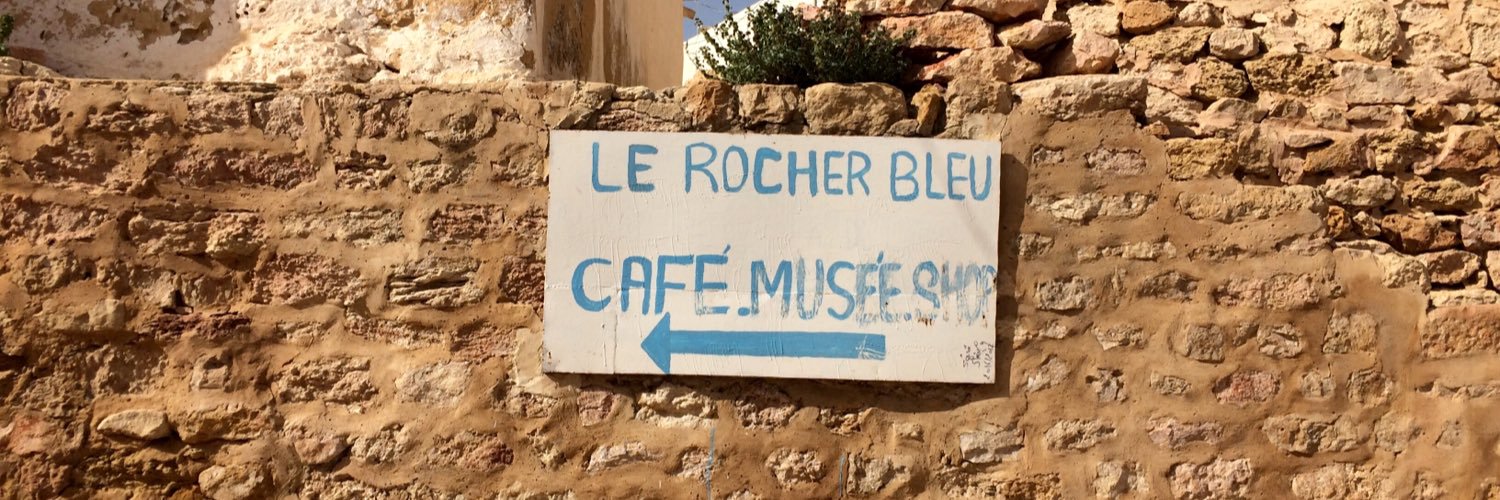 LE ROCHER BLEU
CAFÉ.MUSÉE.SHOP